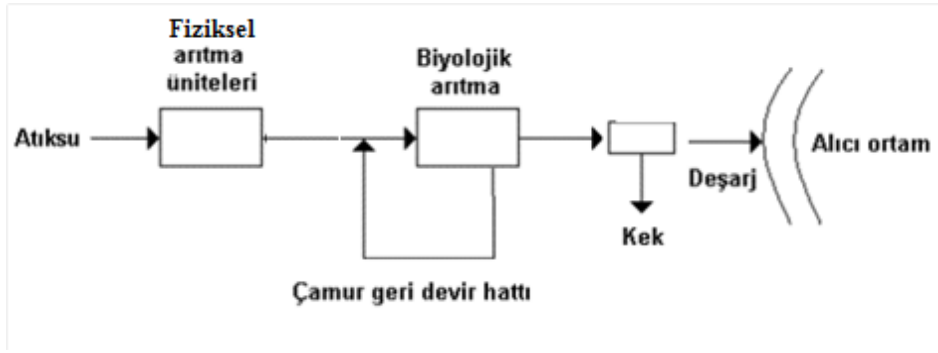 Fiziksel
arıtma
üniteleri
Biyolojik
arıtma
Atıksu
Alıcı ortam
Deşarj
Kek
Çamur geri devir hattı